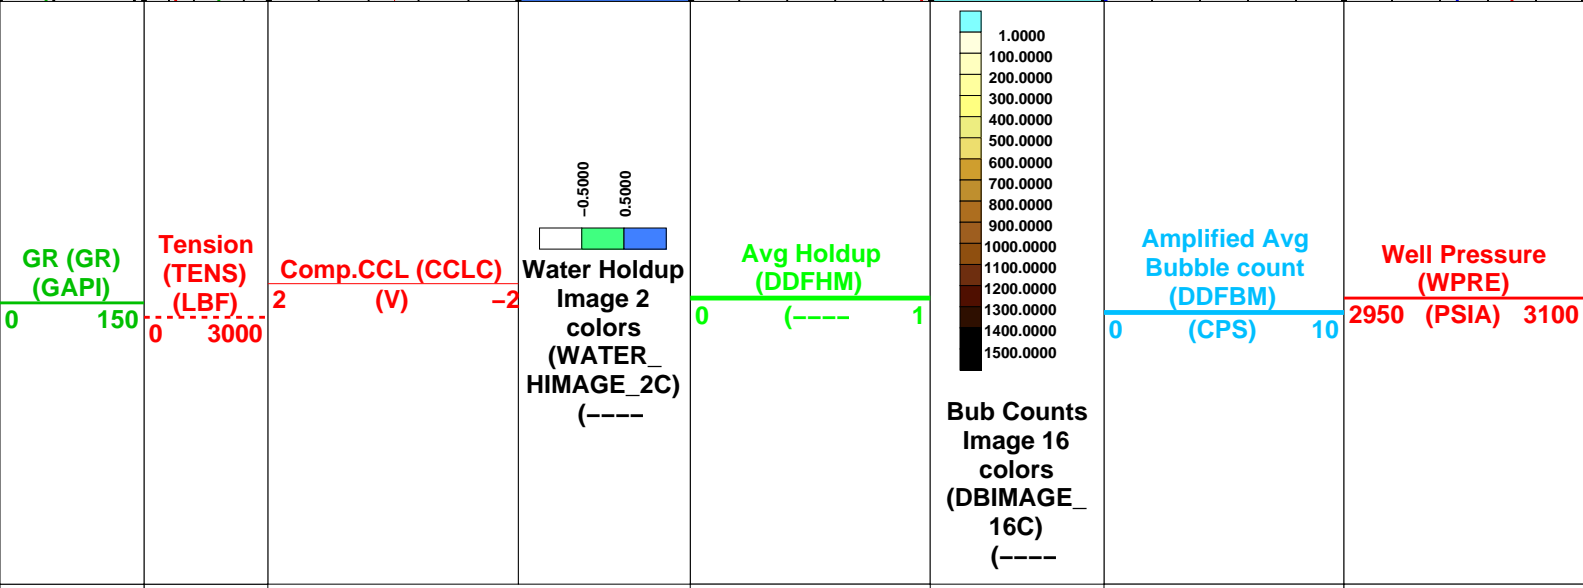 GR (GR)
(GAPI)
0 150
Tension
(TENS)
(LBF)
0 3000
Comp.CCL (CCLC)
2 (V) −2
−0.5000
0.5000
Water Holdup
Image 2
colors
(WATER_
HIMAGE_2C)
(−−−−
Avg Holdup
(DDFHM)
0 (−−−− 1
1.0000
100.0000
200.0000
300.0000
400.0000
500.0000
600.0000
700.0000
800.0000
900.0000
1000.0000
1100.0000
1200.0000
1300.0000
1400.0000
1500.0000
Bub Counts
Image 16
colors
(DBIMAGE_
16C)
(−−−−
Amplified Avg
Bubble count
(DDFBM)
0 (CPS) 10
Well Pressure
(WPRE)
2950 (PSIA) 3100